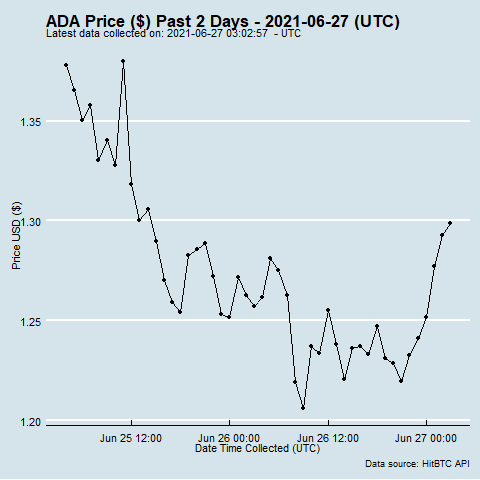 ADA Price ($) Past 2 Days - 2021-06-27 (UTC)
Latest data collected on: 2021-06-27 03:02:57 - UTC
1.35
1.30
1.25
1.20
Price USD ($)
Jun 25 12:00 Jun 26 00:00 Jun 26 12:00 Jun 27 00:00
Date Time Collected (UTC)
Data source: HitBTC API